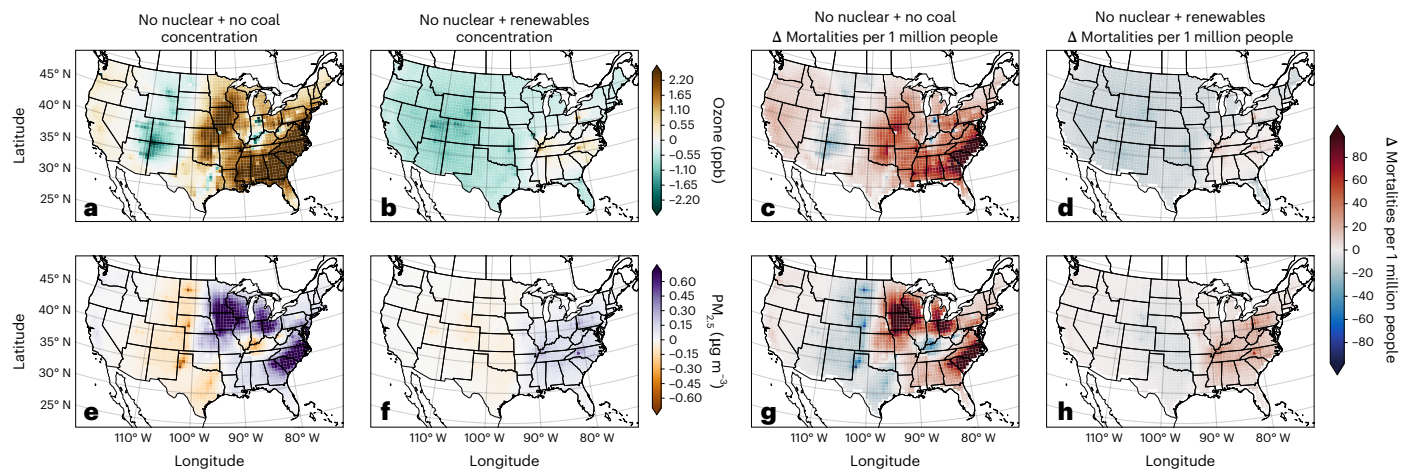 No nuclear + no coal
concentration
No nuclear + renewables
concentration
No nuclear + no coal
Δ Mortalities per 1 million people
No nuclear + renewables
Δ Mortalities per 1 million people
45° N
40° N
35° N
30° N
25° N
Latitude
a
b
2.20
1.65
1.10
0.55
0
−0.55
−1.10
−1.65
−2.20
Ozone (ppb)
c
d
45° N
40° N
35° N
30° N
25° N
Latitude
e
f
0.60
0.45
0.30
0.15
0
−0.15
−0.30
−0.45
−0.60
PM2.5 (µg m−3)
g
h
80
60
40
20
0
−20
−40
−60
−80
Δ Mortalities per 1 million people
110° W
100° W
90° W
80° W
110° W
100° W
90° W
80° W
110° W
100° W
90° W
80° W
110° W
100° W
90° W
80° W
Longitude
Longitude
Longitude
Longitude